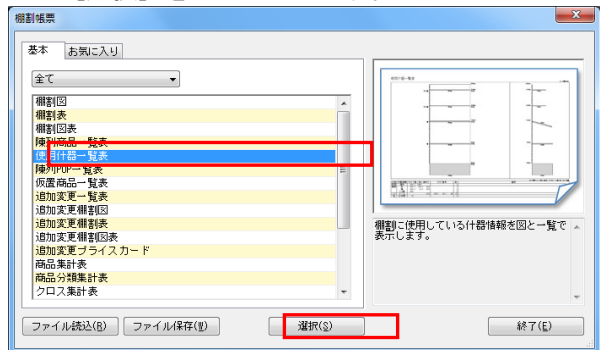 棚割帳票
基本
お気に入り
全て
棚割図
棚割表
棚割図表
陳列商品一覧表
使用什器一覧表
陳列POP一覧表
仮置商品一覧表
追加変更一覧表
追加変更棚割図
追加変更棚割表
追加変更棚割図表
追加変更プライスカード
商品集計表
商品分類集計表
クロス集計表
棚割に使用している什器情報を図と一覧で
表示します。
ファイル読込(R)
ファイル保存(W)
選択(S)
終了(E)